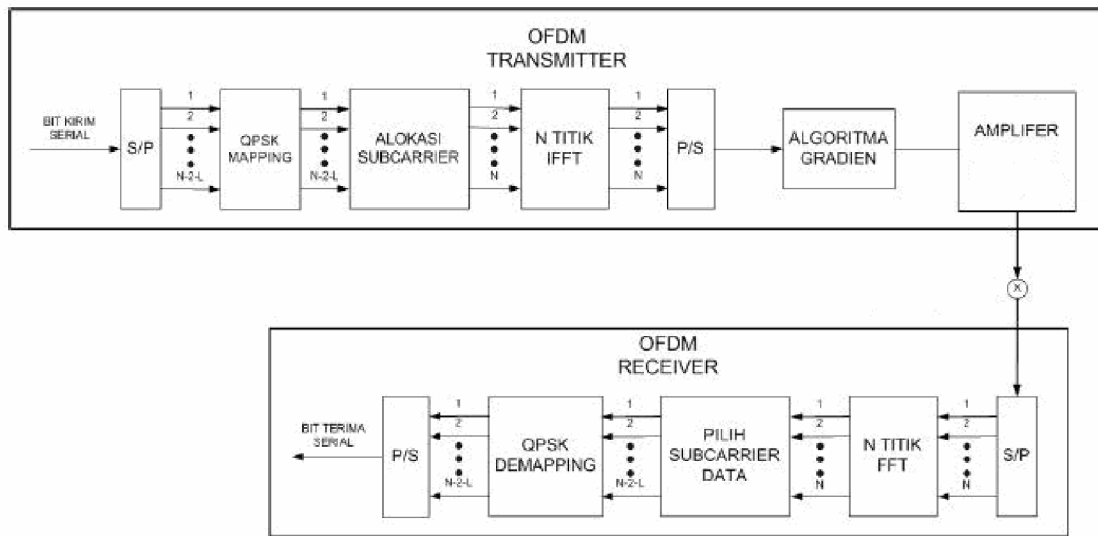 OFDM
TRANSMITTER
BIT KIRIM
SERIAL
S/P
1
2
N-2-L
QPSK
MAPPING
1
2
N-2-L
ALOKASI
SUBCARRIER
1
2
N
N TITIK
IFFT
1
2
N
P/S
ALGORITMA
GRADIEN
AMPLIFER
X
OFDM
RECEIVER
BIT TERIMA
SERIAL
P/S
1
2
N-2-L
QPSK
DEMAPPING
1
2
N-2-L
PILIH
SUBCARRIER
DATA
1
2
N
N TITIK
FFT
1
2
N
S/P